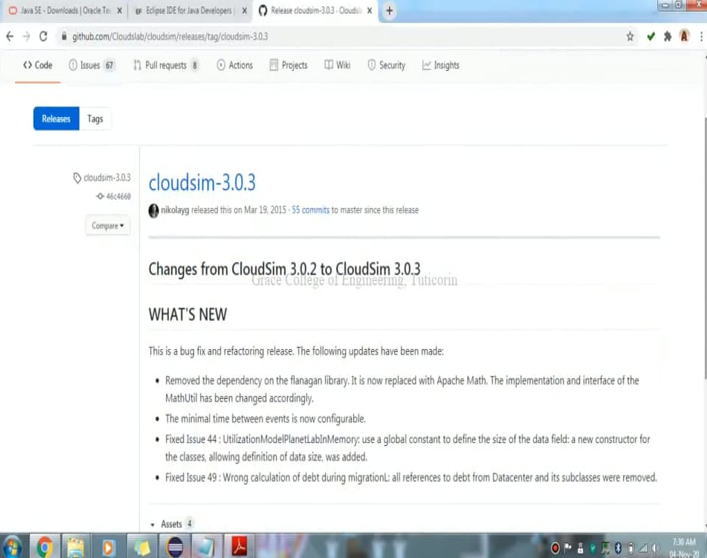 Java SE - Downloads | Oracle Te
Eclipse IDE for Java Developers |
Release cloudsim-3.0.3 · Cloudsl
github.com/Cloudslab/cloudsim/releases/tag/cloudsim-3.0.3
A
Code
Issues 67
Pull requests 8
Actions
Projects
Wiki
Security
Insights
Releases
Tags
cloudsim-3.0.3
46c4660
Compare
cloudsim-3.0.3
nikolayg released this on Mar 19, 2015 · 55 commits to master since this release
Changes from CloudSim 3.0.2 to CloudSim 3.0.3
Grace College of Engineering, Tuticorin
WHAT'S NEW
This is a bug fix and refactoring release. The following updates have been made:
• Removed the dependency on the flanagan library. It is now replaced with Apache Math. The implementation and interface of the
MathUtil has been changed accordingly.
• The minimal time between events is now configurable.
• Fixed Issue 44 : UtilizationModelPlanetLabInMemory: use a global constant to define the size of the data field: a new constructor for
the classes, allowing definition of data size, was added.
• Fixed Issue 49 : Wrong calculation of debt during migrationL: all references to debt from Datacenter and its subclasses were removed.
Assets 4
7:30 AM
04-Nov-20